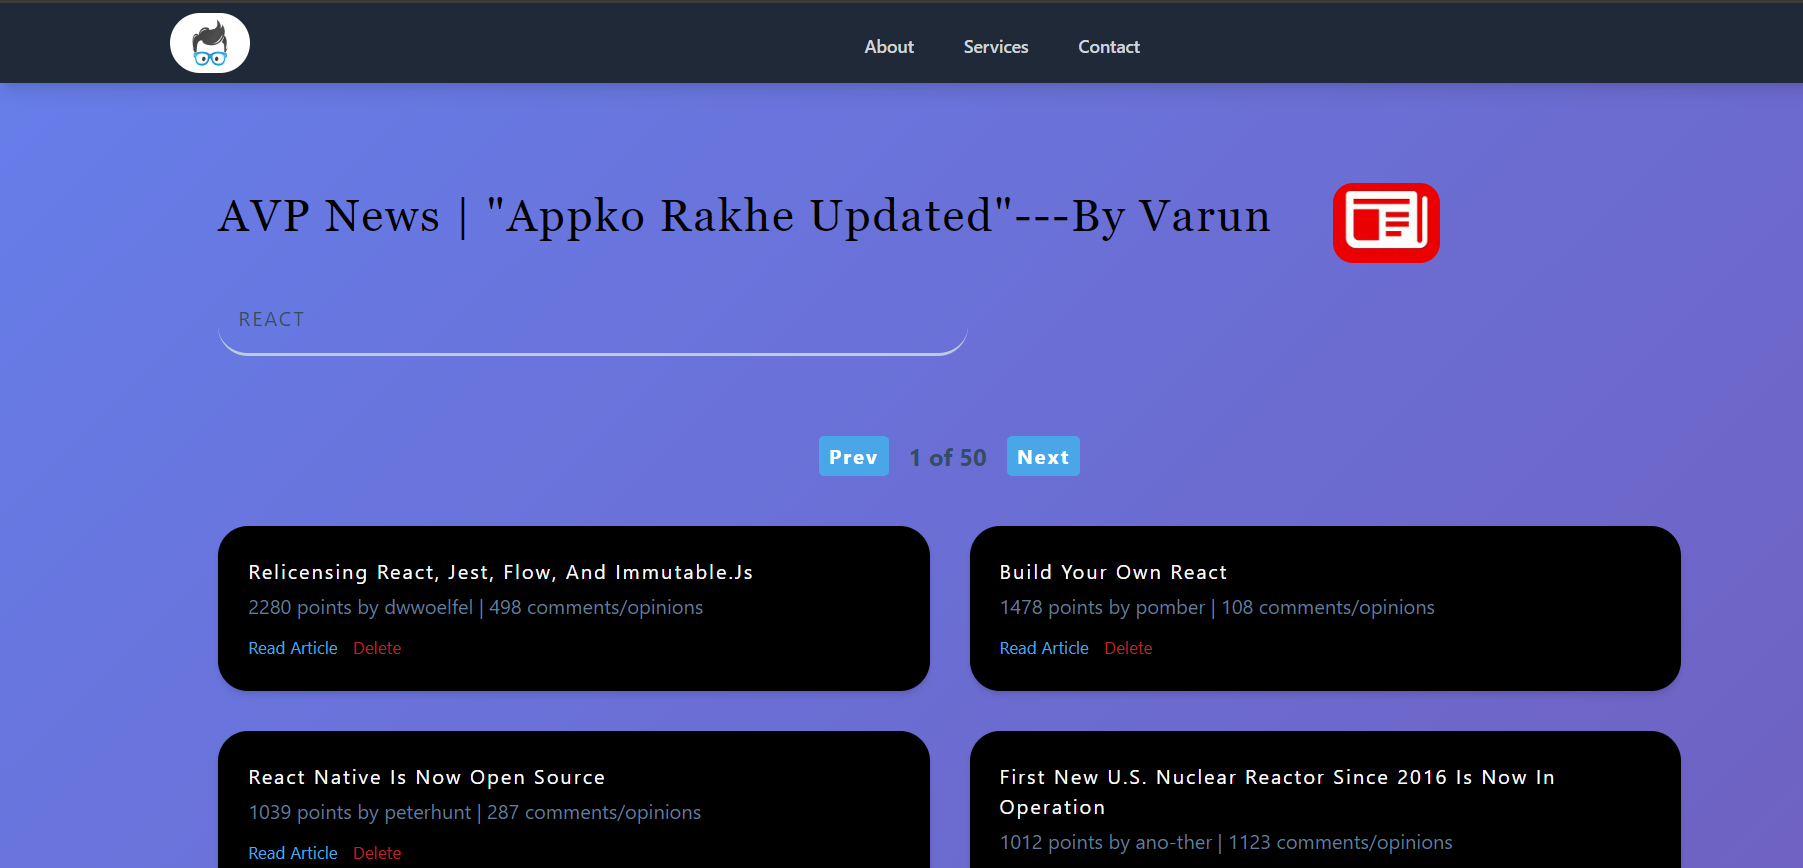 About Services Contact
AVP News | "Appko Rakhe Updated"---By Varun
REACT
Prev 1 of 50 Next
Relicensing React, Jest, Flow, And Immutable.Js
2280 points by dwwoelfel | 498 comments/opinions
Read Article Delete
Build Your Own React
1478 points by pomber | 108 comments/opinions
Read Article Delete
React Native Is Now Open Source
1039 points by peterhunt | 287 comments/opinions
Read Article Delete
First New U.S. Nuclear Reactor Since 2016 Is Now In
Operation
1012 points by ano-ther | 1123 comments/opinions